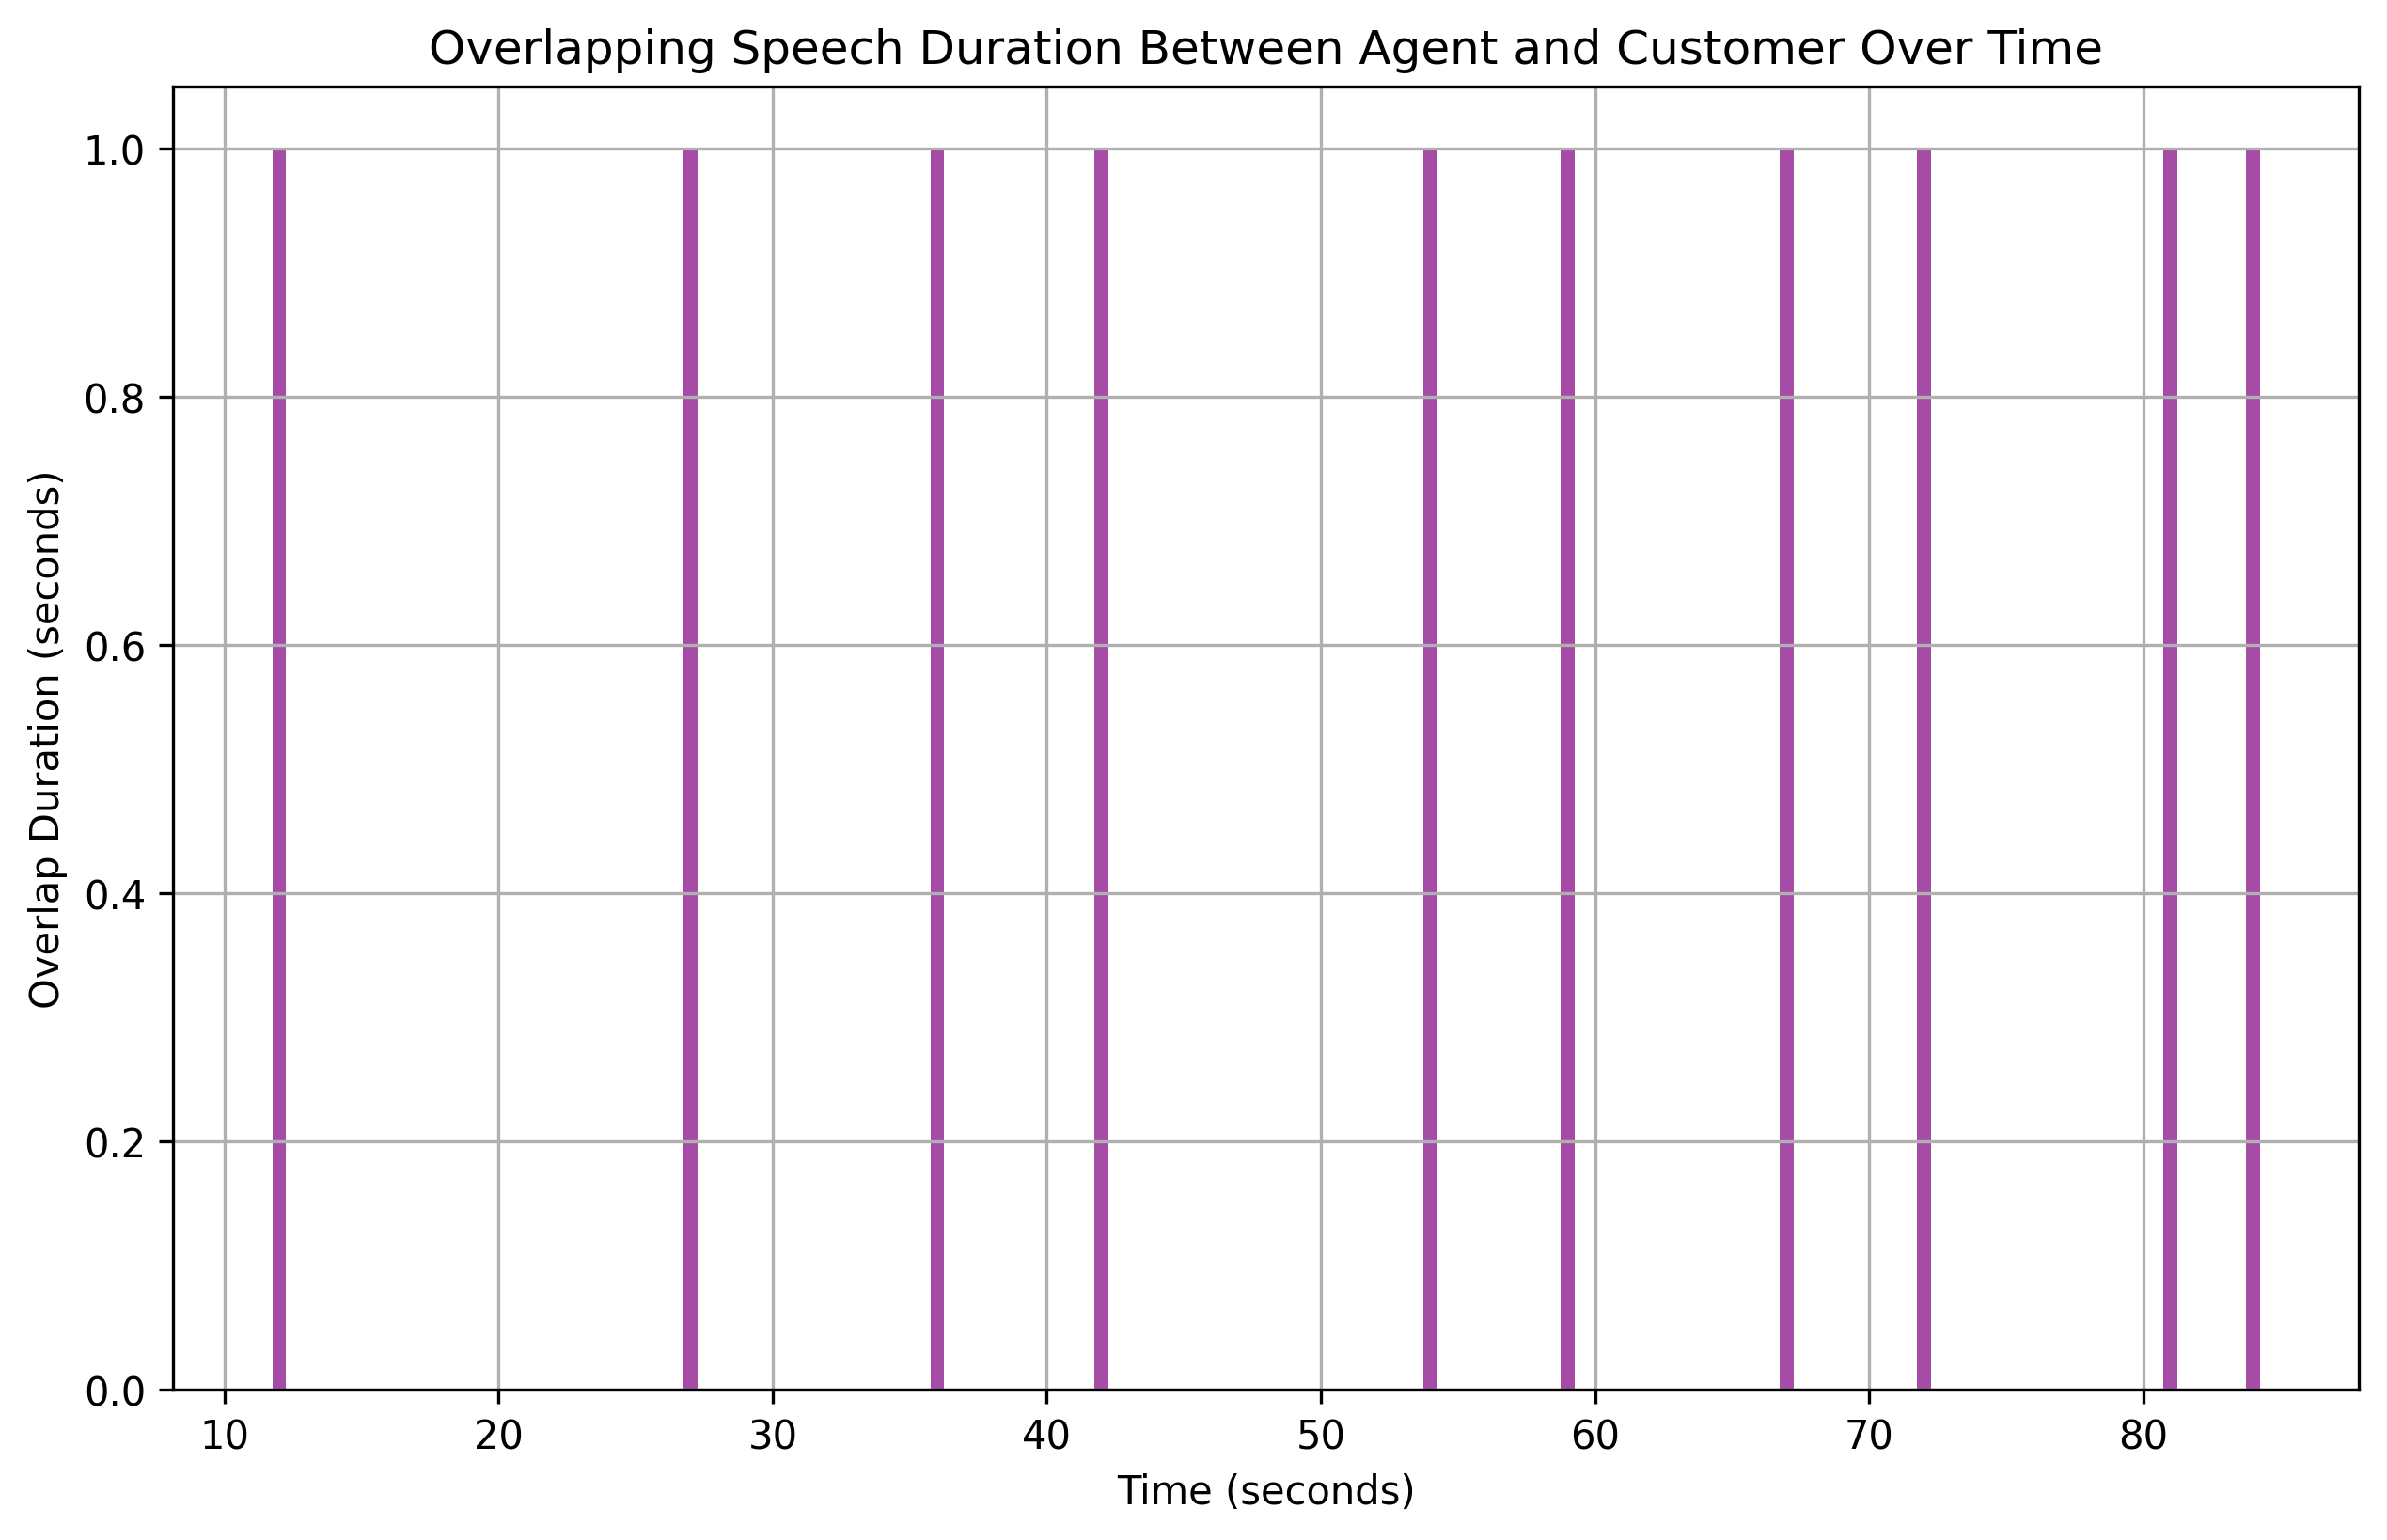 Overlapping Speech Duration Between Agent and Customer Over Time
Overlap Duration (seconds)
1.0
0.8
0.6
0.4
0.2
0.0
10 20 30 40 50 60 70 80
Time (seconds)